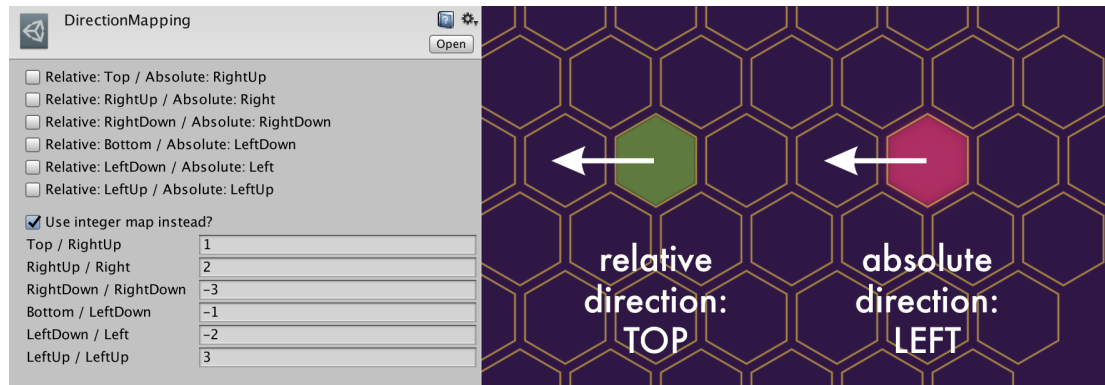 DirectionMapping
Open
Relative: Top / Absolute: RightUp
Relative: RightUp / Absolute: Right
Relative: RightDown / Absolute: RightDown
Relative: Bottom / Absolute: LeftDown
Relative: LeftDown / Absolute: Left
Relative: LeftUp / Absolute: LeftUp
Use integer map instead?
Top / RightUp 1
RightUp / Right 2
RightDown / RightDown -3
Bottom / LeftDown -1
LeftDown / Left -2
LeftUp / LeftUp 3
relative
direction:
TOP
absolute
direction:
LEFT